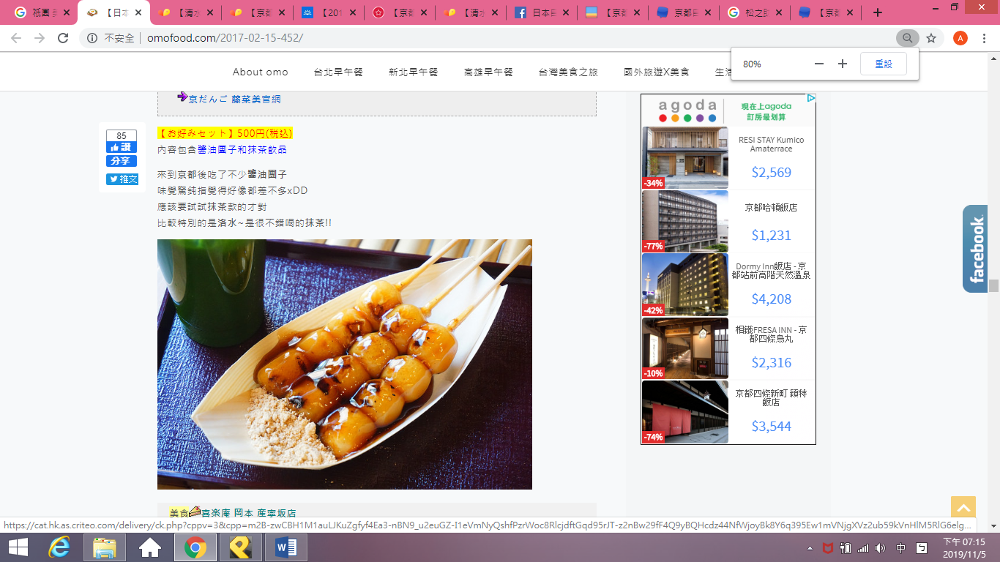 祇園 美
【日本
【清水
【京都
【201
【京都
【清水
日本自
【京都
京都自
松之助
【京都
不安全
omofood.com/2017-02-15-452/
A
80%
重設
About omo
台北早午餐
新北早午餐
高雄早午餐
台灣美食之旅
國外旅遊X美食
生活
京だんご 藤菜美官網
85
讚
分享
推文
【お好みセット】500円(税込)
內容包含醬油團子和抹茶飲品
來到京都後吃了不少醬油團子
味覺駑鈍指覺得好像都差不多xDD
應該要試試抹茶款的才對
比較特別的是洛水~是很不錯喝的抹茶!!
美食喜楽庵 岡本 産寧坂店
agoda
現在上agoda
訂房最划算
RESI STAY Kumico
Amaterrace
$2,569
-34%
京都哈頓飯店
$1,231
-77%
Dormy Inn飯店 - 京
都站前高階天然溫泉
$4,208
-42%
相鐵FRESA INN - 京
都四條烏丸
$2,316
-10%
京都四條新町 穎特
飯店
$3,544
-74%
facebook
https://cat.hk.as.criteo.com/delivery/ck.php?cppv=3&cpp=m2B-zwCBH1M1auLJKuZgfyf4Ea3-nBN9_u2euGZ-I1eVmNyQshfPzrWoc8RlcjdftGqd95rJT-z2nBw29fF4Q9yBQHcdz44NfWjoyBk8Y6q395Ew1mVNjgXVz2ub59kVnHlM5RlG6elg...
中
下午 07:15
2019/11/5